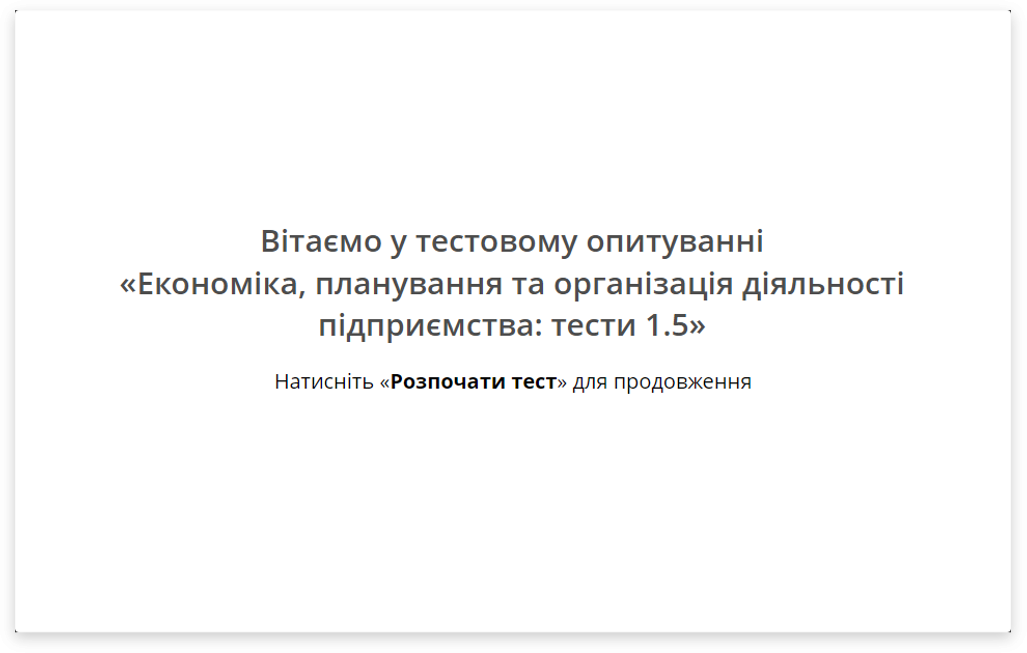 Вітаємо у тестовому опитуванні
«Економіка, планування та організація діяльності
підприємства: тести 1.5»
Натисніть «Розпочати тест» для продовження